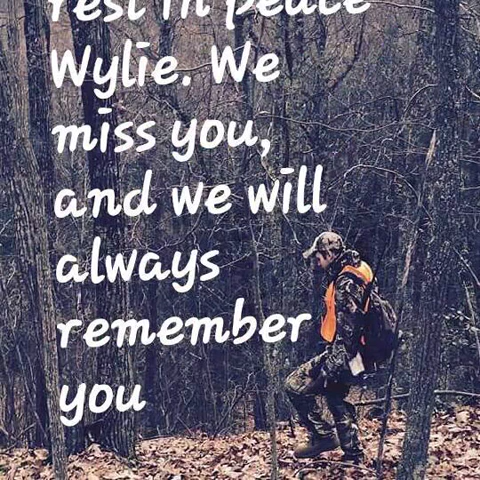 rest in peace
Wylie. We
miss you,
and we will
always
remember
you